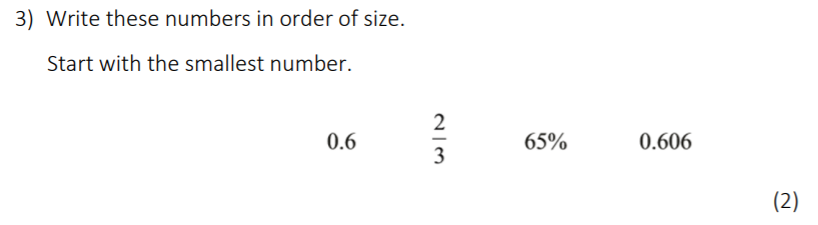 3) Write these numbers in order of size.
Start with the smallest number.
0.6 2/3 65% 0.606
(2)